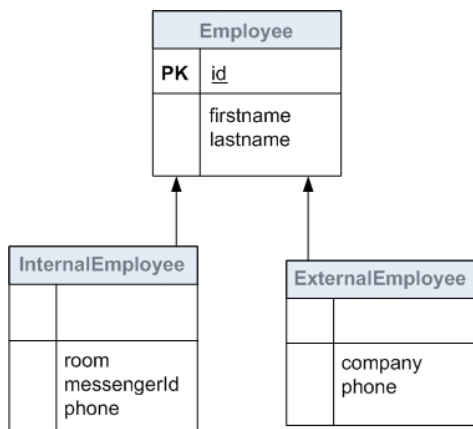 Employee
PK id
firstname
lastname
InternalEmployee
room
messengerId
phone
ExternalEmployee
company
phone